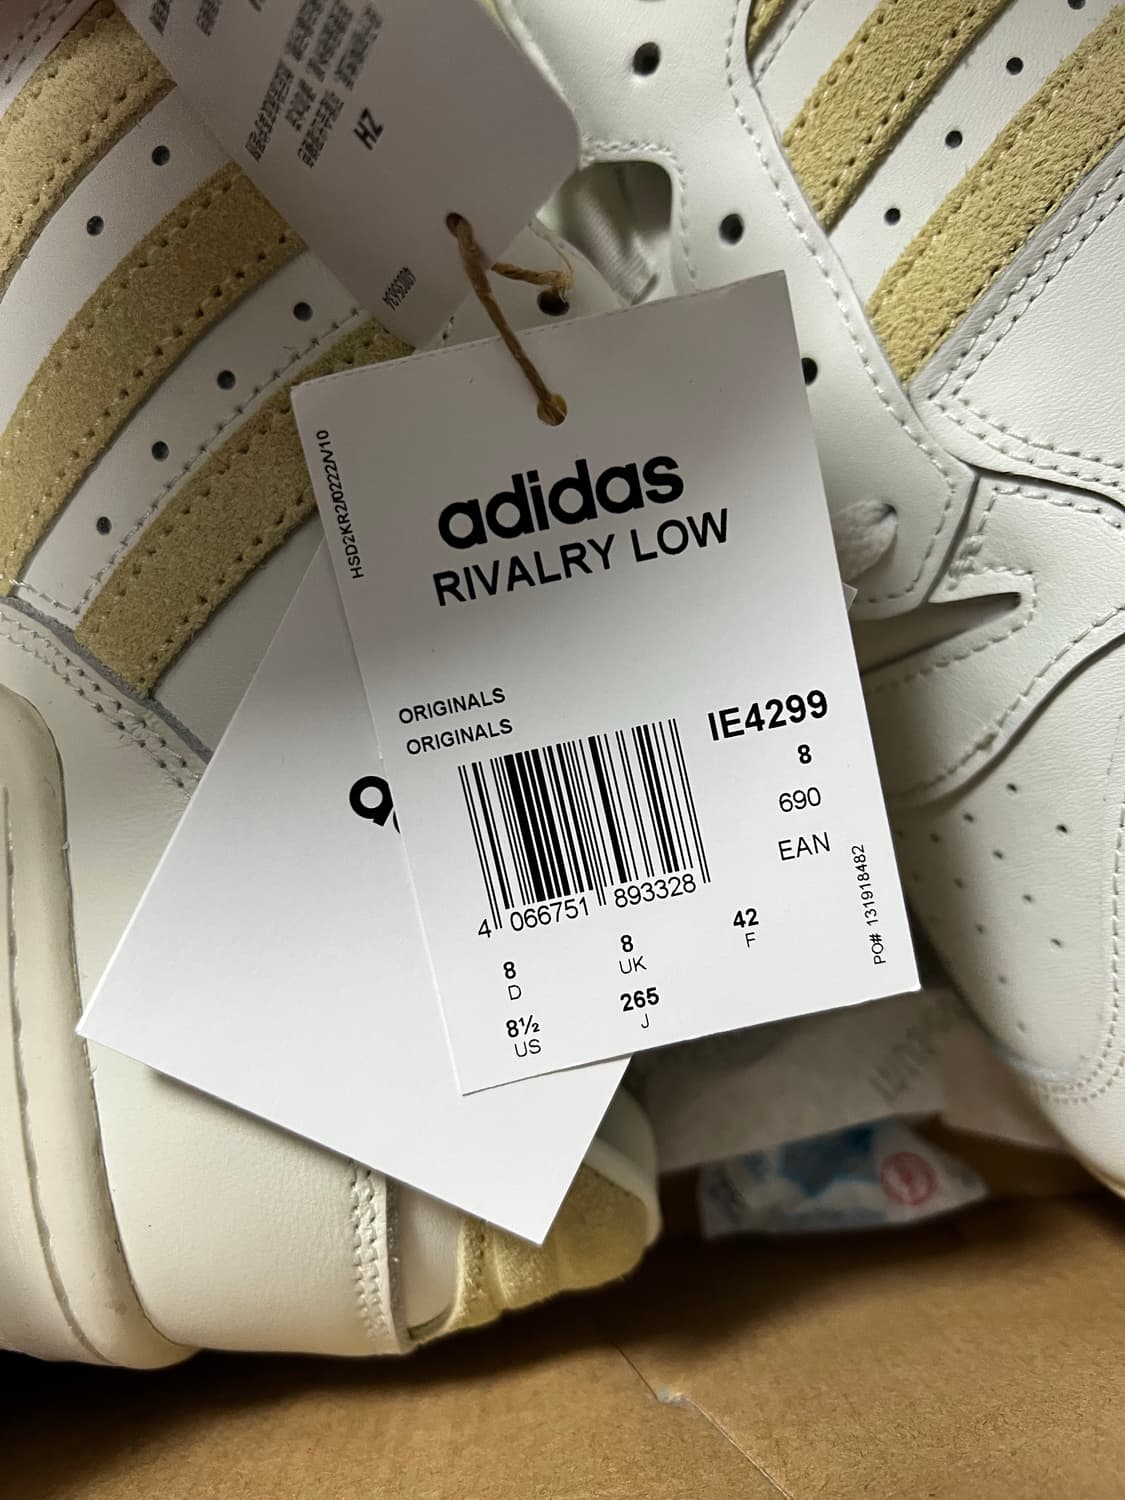 HZ
HSD2KR2/0222/V10
adidas
RIVALRY LOW
ORIGINALS
ORIGINALS
IE4299
8
690
EAN
4 066751 893328
PO# 131918482
8
D
8
UK
42
F
8½
US
265
J